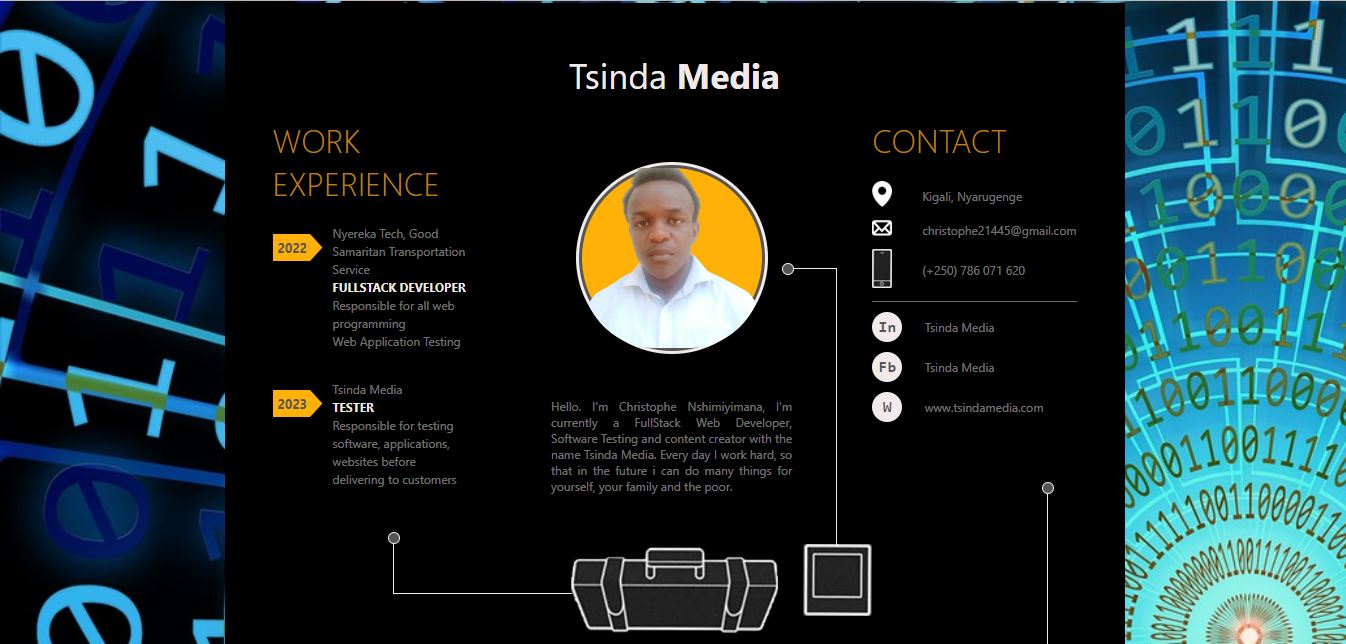 Tsinda Media
WORK
EXPERIENCE
2022
Nyereka Tech, Good
Samaritan Transportation
Service
FULLSTACK DEVELOPER
Responsible for all web
programming
Web Application Testing
2023
Tsinda Media
TESTER
Responsible for testing
software, applications,
websites before
delivering to customers
Hello. I'm Christophe Nshimiyimana, I'm
currently a FullStack Web Developer,
Software Testing and content creator with the
name Tsinda Media. Every day I work hard, so
that in the future i can do many things for
yourself, your family and the poor.
CONTACT
Kigali, Nyarugenge
christophe21445@gmail.com
(+250) 786 071 620
In
Tsinda Media
Fb
Tsinda Media
W
www.tsindamedia.com